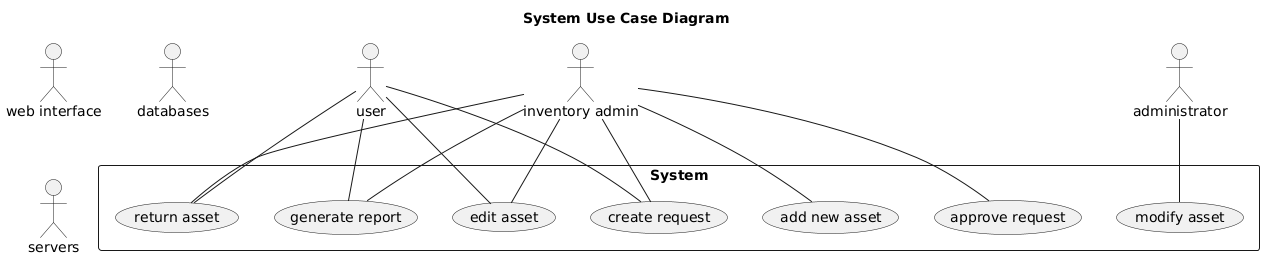 System Use Case Diagram
web interface
databases
user
inventory admin
administrator
System
servers
return asset
generate report
edit asset
create request
add new asset
approve request
modify asset